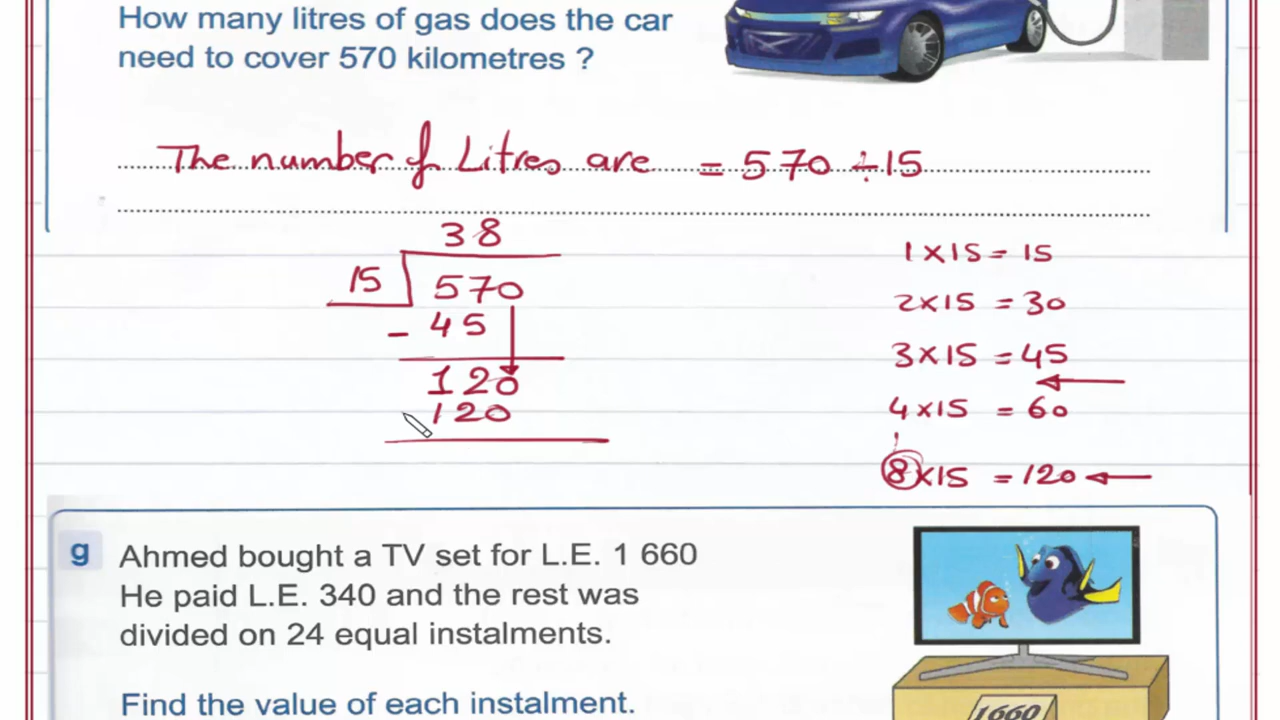 How many litres of gas does the car
need to cover 570 kilometres ?
The number of Litres are = 570 ÷ 15
38
15 570
- 45
120
120
1 × 15 = 15
2 × 15 = 30
3 × 15 = 45
4 × 15 = 60
8 × 15 = 120
g Ahmed bought a TV set for L.E. 1 660
He paid L.E. 340 and the rest was
divided on 24 equal instalments.
Find the value of each instalment.
1660